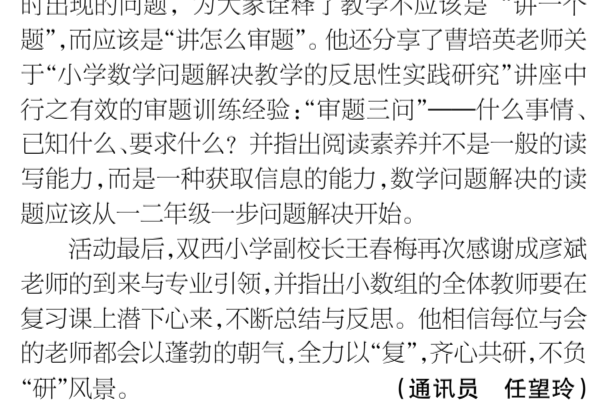 时出现的问题，为大家诠释了教学不应该是“讲一个
题”，而应该是“讲怎么审题”。他还分享了曹培英老师关
于“小学数学问题解决教学的反思性实践研究”讲座中
行之有效的审题训练经验：“审题三问”——什么事情、
已知什么、要求什么？并指出阅读素养并不是一般的读
写能力，而是一种获取信息的能力，数学问题解决的读
题应该从一二年级一步问题解决开始。
活动最后，双西小学副校长王春梅再次感谢成彦斌
老师的到来与专业引领，并指出小数组的全体教师要在
复习课上潜下心来，不断总结与反思。他相信每位与会
的老师都会以蓬勃的朝气，全力以“复”，齐心共研，不负
“研”风景。
（通讯员 任望玲）